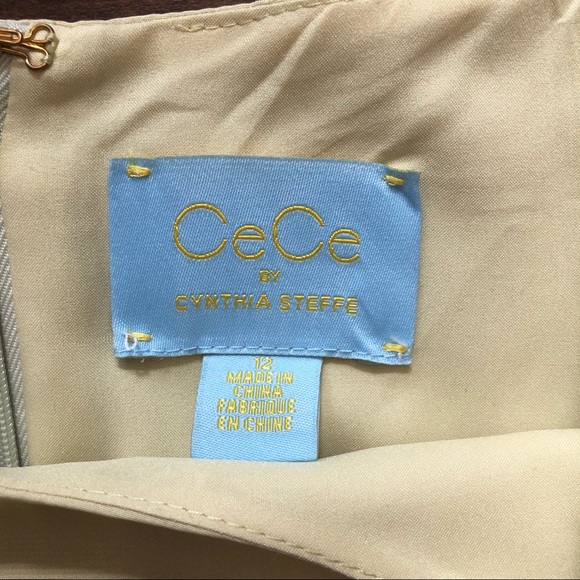 CeCe
BY
CYNTHIA STEFFE
12
MADE IN
CHINA
FABRIQUE
EN CHINE